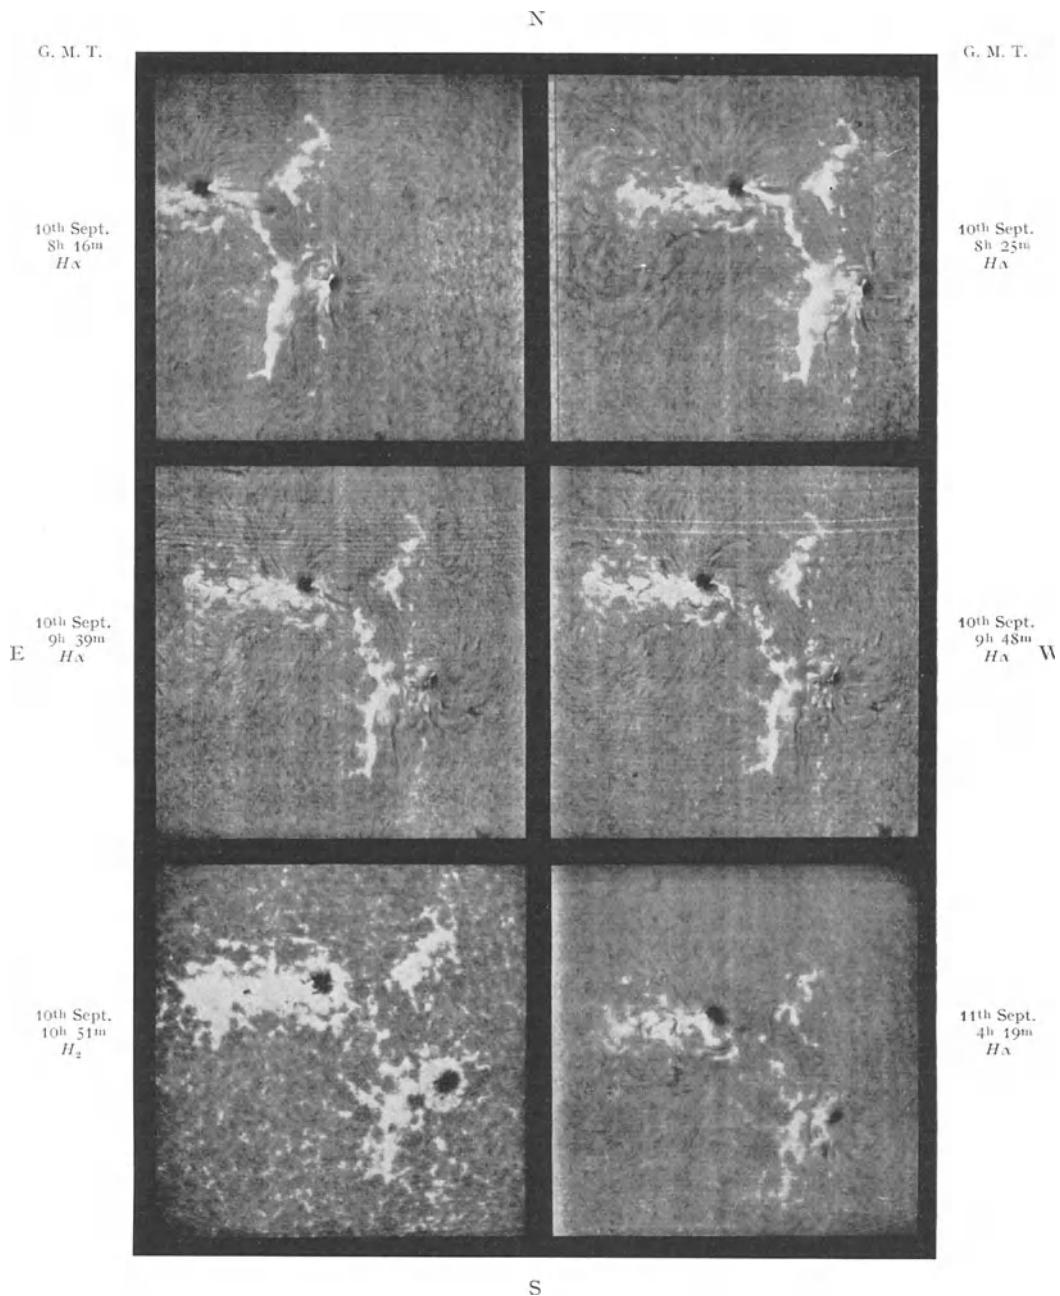 N
G. M. T.
G. M. T.
10th Sept.
8h 16m
Hα
10th Sept.
8h 25m
Hα
10th Sept.
9h 39m
Hα
E
10th Sept.
9h 48m
Hα
W
10th Sept.
10h 51m
H₂
11th Sept.
4h 19m
Hα
S